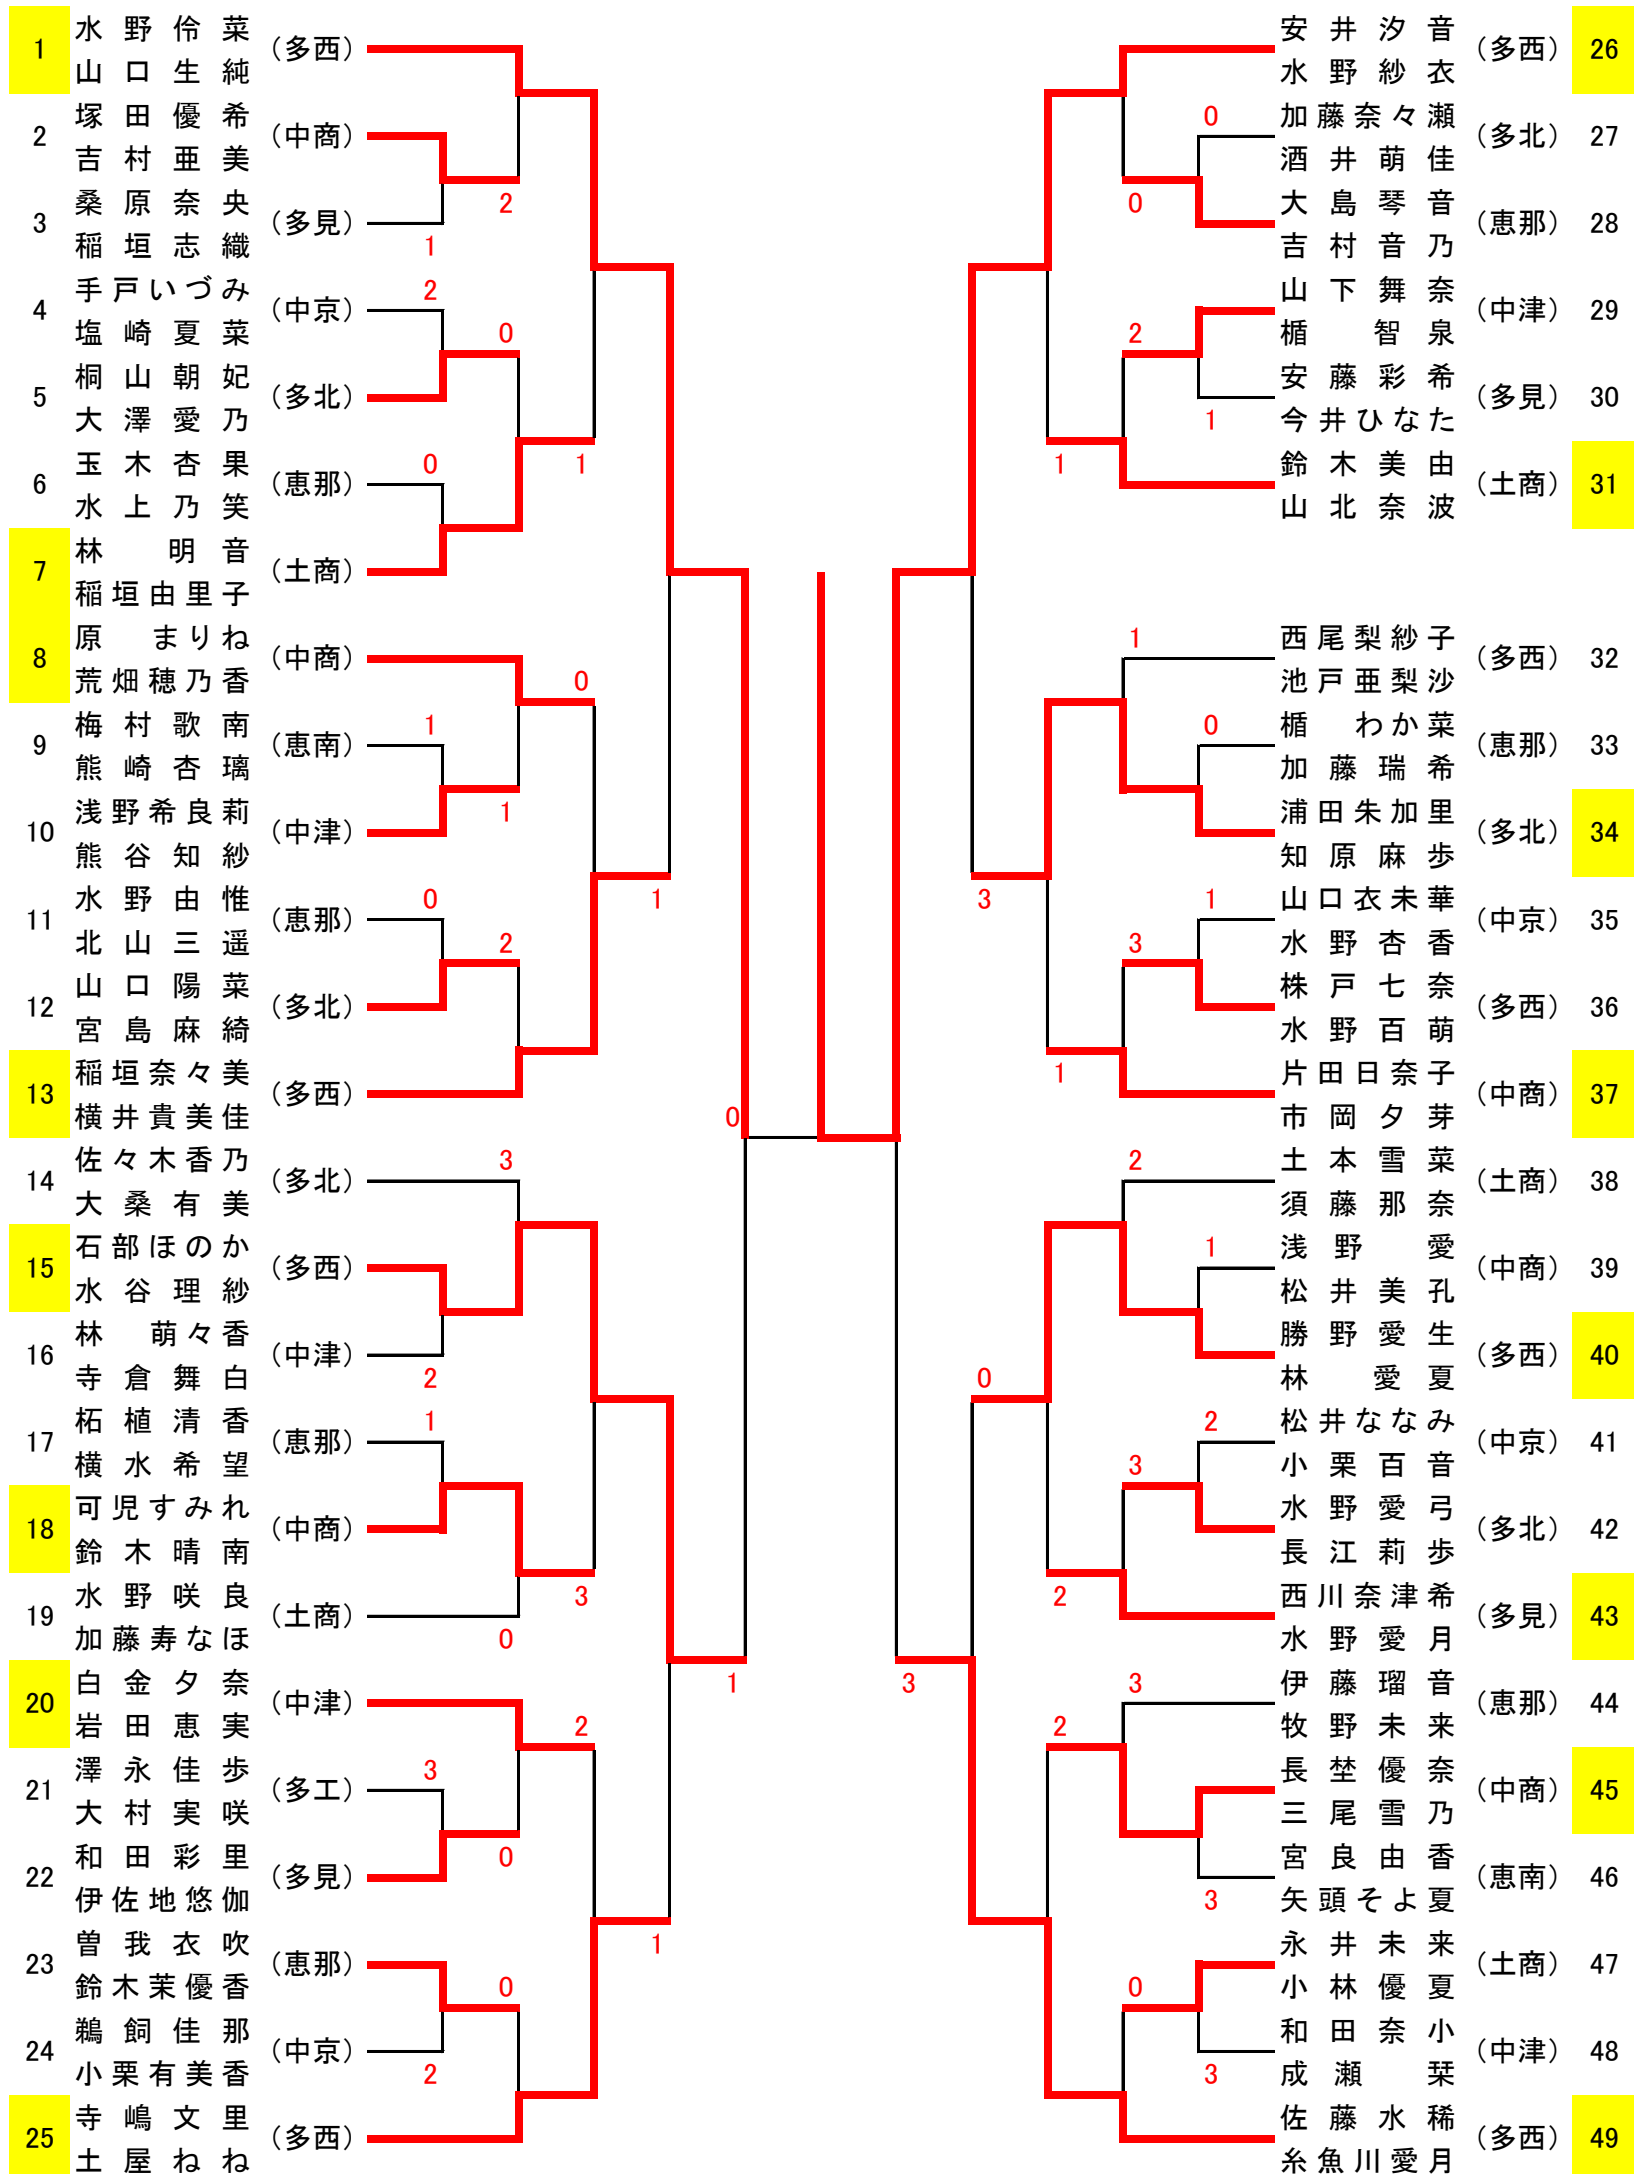 1 水野伶菜 (多西)
山口生純
2 塚田優希 (中商)
吉村亜美
2
3 桑原奈央 (多見)
稲垣志織
1
4 手戸いづみ (中京) 2
塩崎夏菜
0
5 桐山朝妃 (多北)
大澤愛乃
1
6 玉木杏果 (恵那) 0
水上乃笑
7 林明音 (土商)
稲垣由里子
8 原まりね (中商)
荒畑穂乃香
0
9 梅村歌南 (恵南) 1
熊崎杏璃
1
10 浅野希良莉 (中津)
熊谷知紗
1
11 水野由惟 (恵那) 0
北山三遥
2
12 山口陽菜 (多北)
宮島麻綺
13 稲垣奈々美 (多西)
横井貴美佳
0
14 佐々木香乃 (多北) 3
大桑有美
15 石部ほのか (多西)
水谷理紗
16 林萌々香 (中津)
寺倉舞白
2
17 柘植清香 (恵那) 1
横水希望
18 可児すみれ (中商)
鈴木晴南
3
19 水野咲良 (土商)
加藤寿なほ
0
1
20 白金夕奈 (中津)
岩田恵実
2
21 澤永佳歩 (多工) 3
大村実咲
0
22 和田彩里 (多見)
伊佐地悠伽
1
23 曽我衣吹 (恵那)
鈴木茉優香
0
24 鵜飼佳那 (中京)
小栗有美香
2
25 寺嶋文里 (多西)
土屋ねね
安井汐音 (多西) 26
水野紗衣
0 加藤奈々瀬 (多北) 27
酒井萌佳
0
大島琴音 (恵那) 28
吉村音乃
山下舞奈 (中津) 29
楯智泉
2
安藤彩希 (多見) 30
今井ひなた
1
1
鈴木美由 (土商) 31
山北奈波
1 西尾梨紗子 (多西) 32
池戸亜梨沙
0 楯わか菜 (恵那) 33
加藤瑞希
浦田朱加里 (多北) 34
知原麻歩
3
1 山口衣未華 (中京) 35
水野杏香
3
株戸七奈 (多西) 36
水野百萌
1
片田日奈子 (中商) 37
市岡夕芽
2 土本雪菜 (土商) 38
須藤那奈
1 浅野愛 (中商) 39
松井美孔
勝野愛生 (多西) 40
林愛夏
0
2 松井ななみ (中京) 41
小栗百音
3
水野愛弓 (多北) 42
長江莉歩
2
西川奈津希 (多見) 43
水野愛月
3
3 伊藤瑠音 (恵那) 44
牧野未来
2
長埜優奈 (中商) 45
三尾雪乃
宮良由香 (恵南) 46
矢頭そよ夏
3
永井未来 (土商) 47
小林優夏
0
和田奈小 (中津) 48
成瀬栞
3
佐藤水稀 (多西) 49
糸魚川愛月